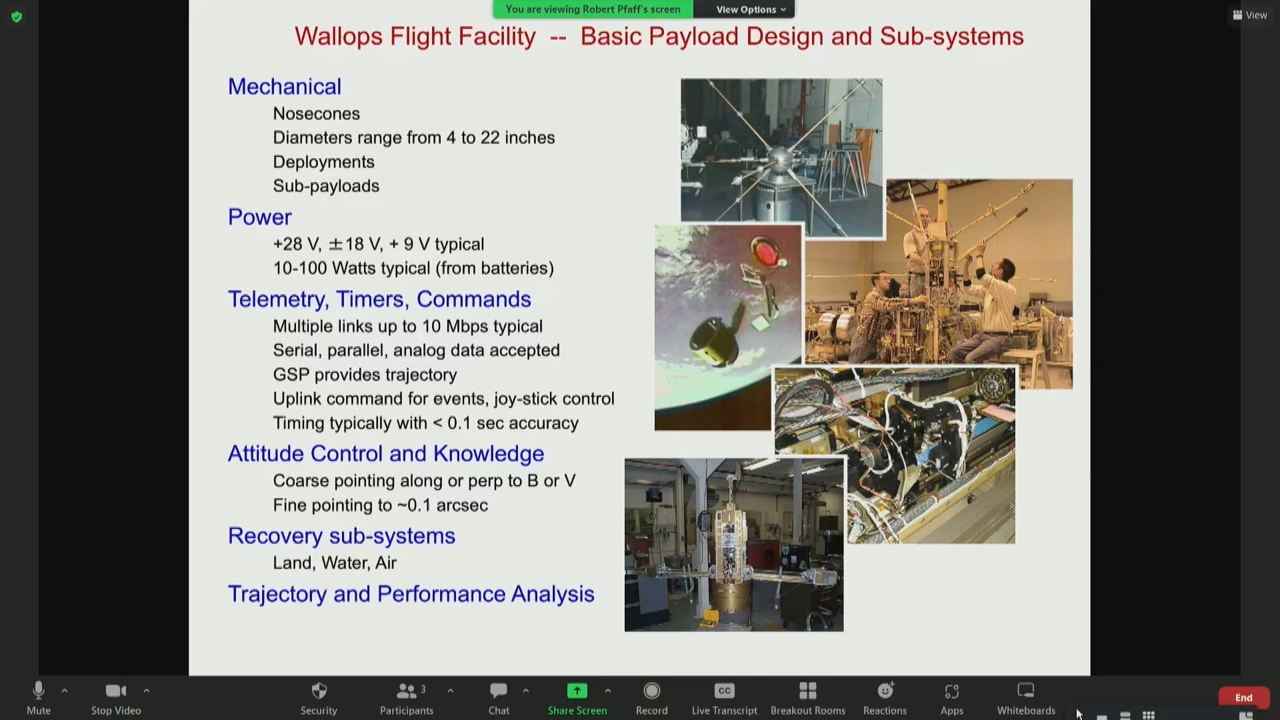 You are viewing Robert Pfaff's screen
View Options
View
Wallops Flight Facility -- Basic Payload Design and Sub-systems
Mechanical
Nosecones
Diameters range from 4 to 22 inches
Deployments
Sub-payloads
Power
+28 V, ±18 V, + 9 V typical
10-100 Watts typical (from batteries)
Telemetry, Timers, Commands
Multiple links up to 10 Mbps typical
Serial, parallel, analog data accepted
GSP provides trajectory
Uplink command for events, joy-stick control
Timing typically with < 0.1 sec accuracy
Attitude Control and Knowledge
Coarse pointing along or perp to B or V
Fine pointing to ~0.1 arcsec
Recovery sub-systems
Land, Water, Air
Trajectory and Performance Analysis
Mute
Stop Video
Security
3
Participants
Chat
Share Screen
Record
CC
Live Transcript
Breakout Rooms
Reactions
Apps
Whiteboards
End